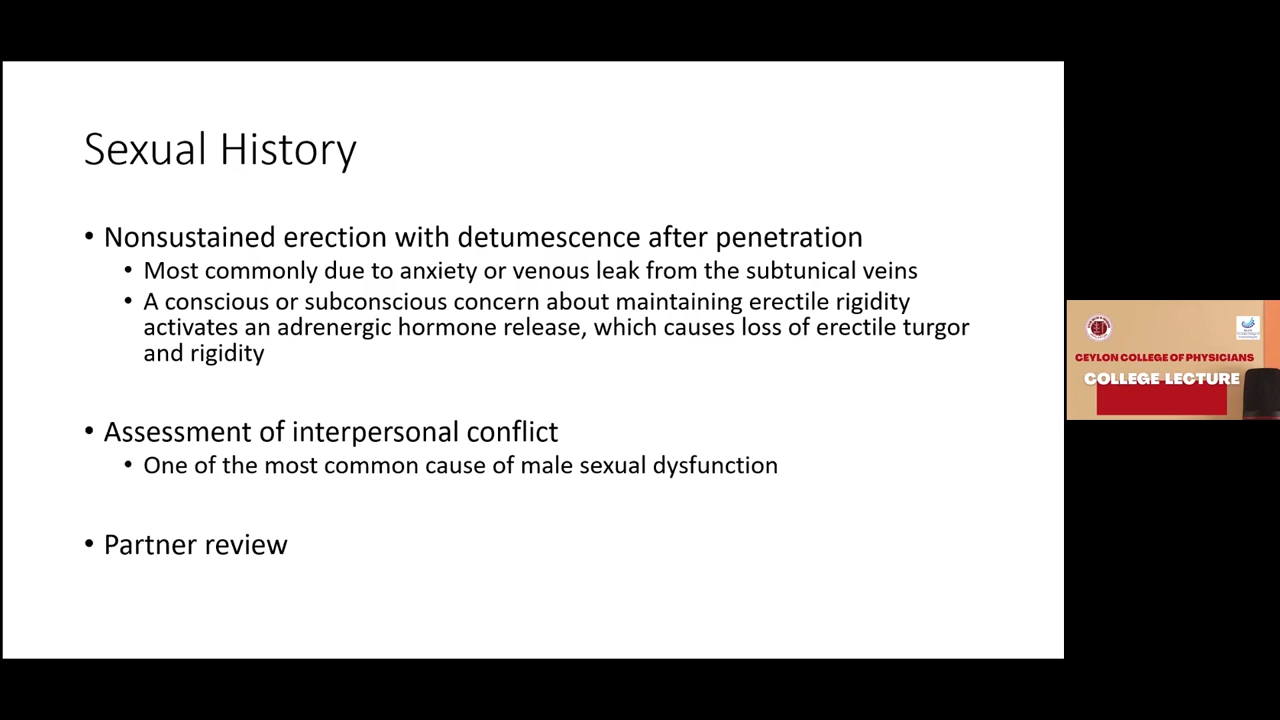 Sexual History
• Nonsustained erection with detumescence after penetration
• Most commonly due to anxiety or venous leak from the subtunical veins
• A conscious or subconscious concern about maintaining erectile rigidity
activates an adrenergic hormone release, which causes loss of erectile turgor
and rigidity
• Assessment of interpersonal conflict
• One of the most common cause of male sexual dysfunction
• Partner review
CEYLON COLLEGE OF PHYSICIANS
COLLEGE LECTURE